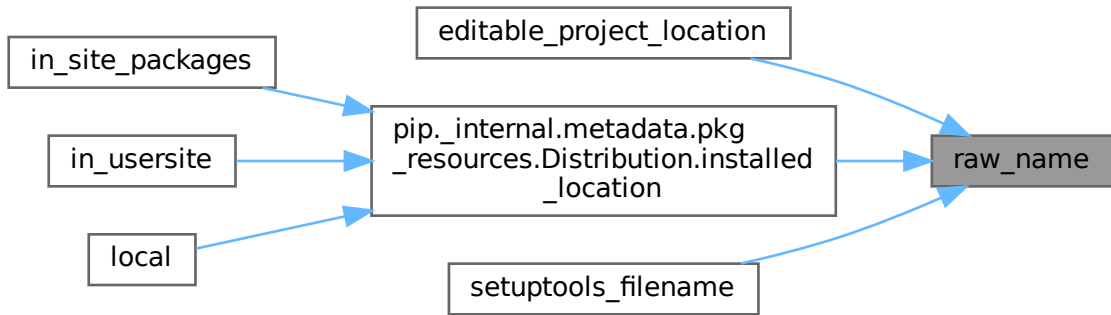 editable_project_location
in_site_packages
pip._internal.metadata.pkg
_resources.Distribution.installed
_location
in_usersite
raw_name
local
setuptools_filename